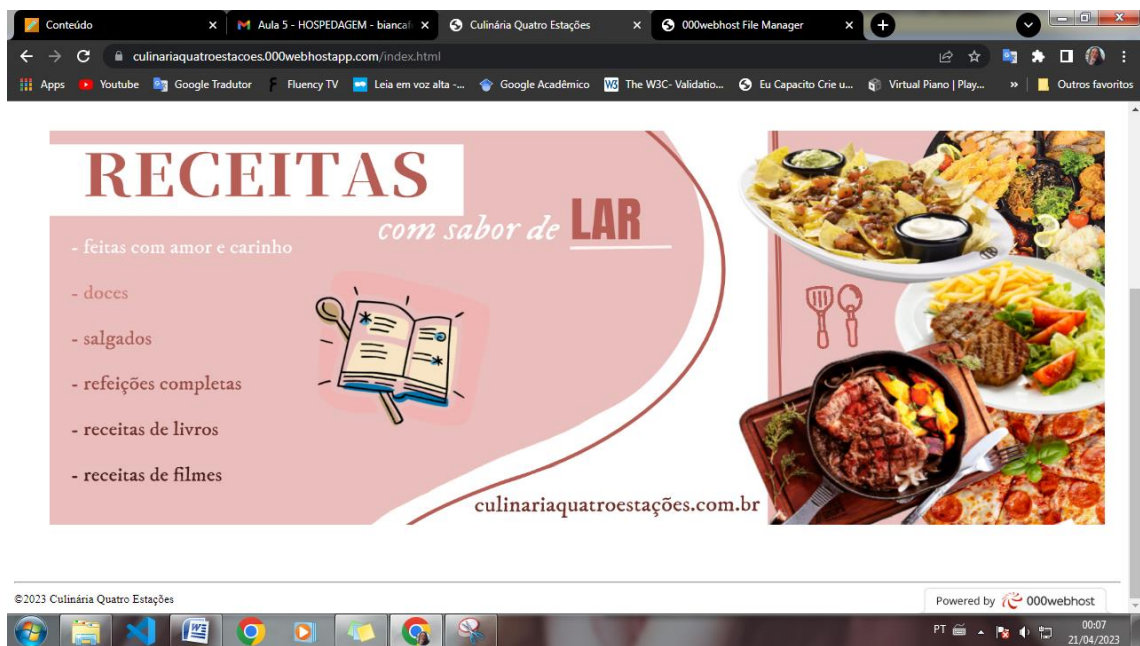 Conteúdo
Aula 5 - HOSPEDAGEM - biancaf
Culinária Quatro Estações
000webhost File Manager
culinariaquatroestacoes.000webhostapp.com/index.html
Apps
Youtube
Google Tradutor
Fluency TV
Leia em voz alta -...
Google Acadêmico
The W3C- Validatio...
Eu Capacito Crie u...
Virtual Piano | Play...
»
Outros favoritos
RECEITAS
com sabor de LAR
- feitas com amor e carinho
- doces
- salgados
- refeições completas
- receitas de livros
- receitas de filmes
culinariaquatroestações.com.br
©2023 Culinária Quatro Estações
Powered by 000webhost
PT
00:07
21/04/2023